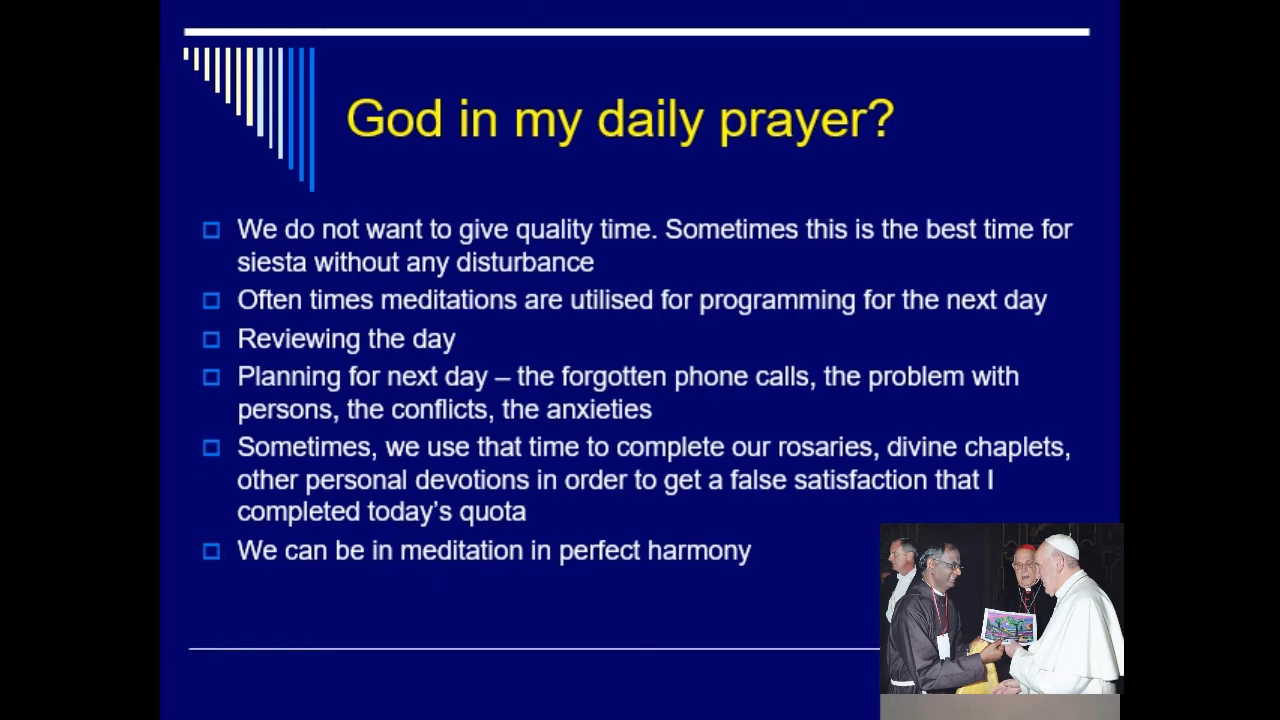 God in my daily prayer?
We do not want to give quality time. Sometimes this is the best time for
siesta without any disturbance
Often times meditations are utilised for programming for the next day
Reviewing the day
Planning for next day – the forgotten phone calls, the problem with
persons, the conflicts, the anxieties
Sometimes, we use that time to complete our rosaries, divine chaplets,
other personal devotions in order to get a false satisfaction that I
completed today's quota
We can be in meditation in perfect harmony